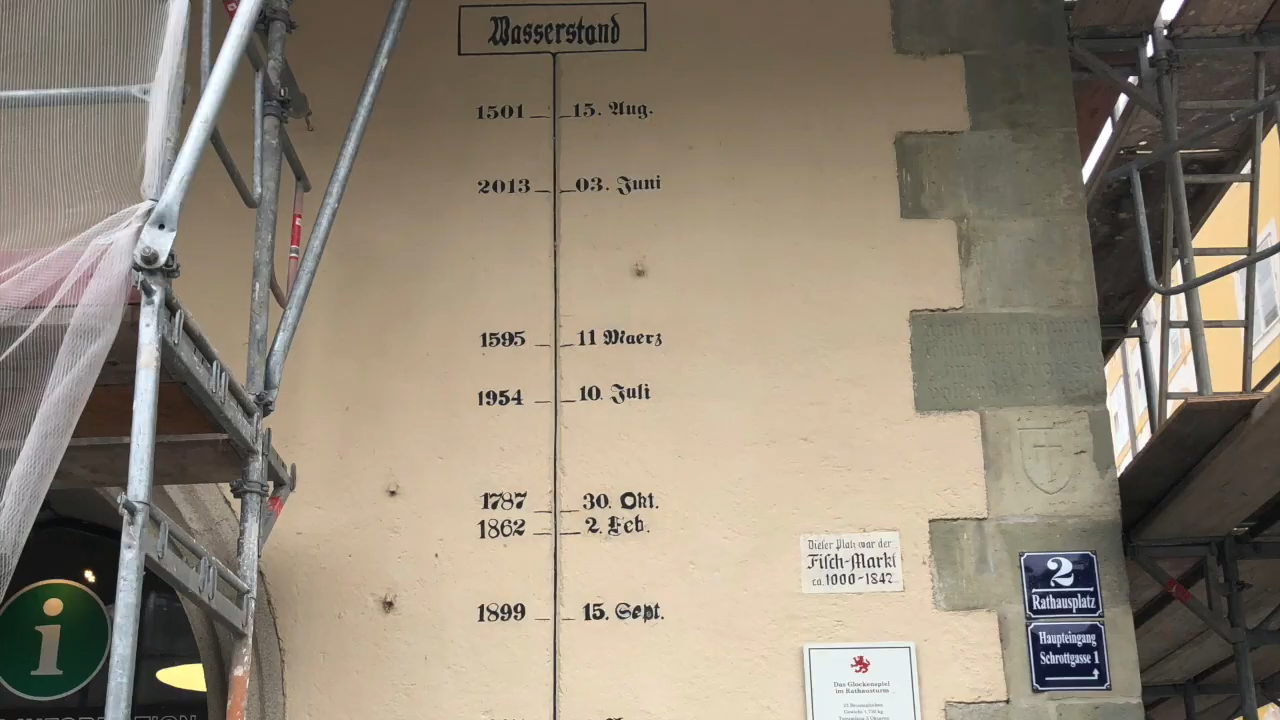 Wasserstand
1501 15. Aug.
2013 03. Juni
1595 11 Maerz
1954 10. Juli
1787 30. Okt.
1862 2. Feb.
1899 15. Sept.
Dieser Platz war der
Fisch-Markt
ca. 1000-1842
2
Rathausplatz
Haupteingang
Schrottgasse 1
Das Glockenspiel
im Rathausturm
i
INFORMATION